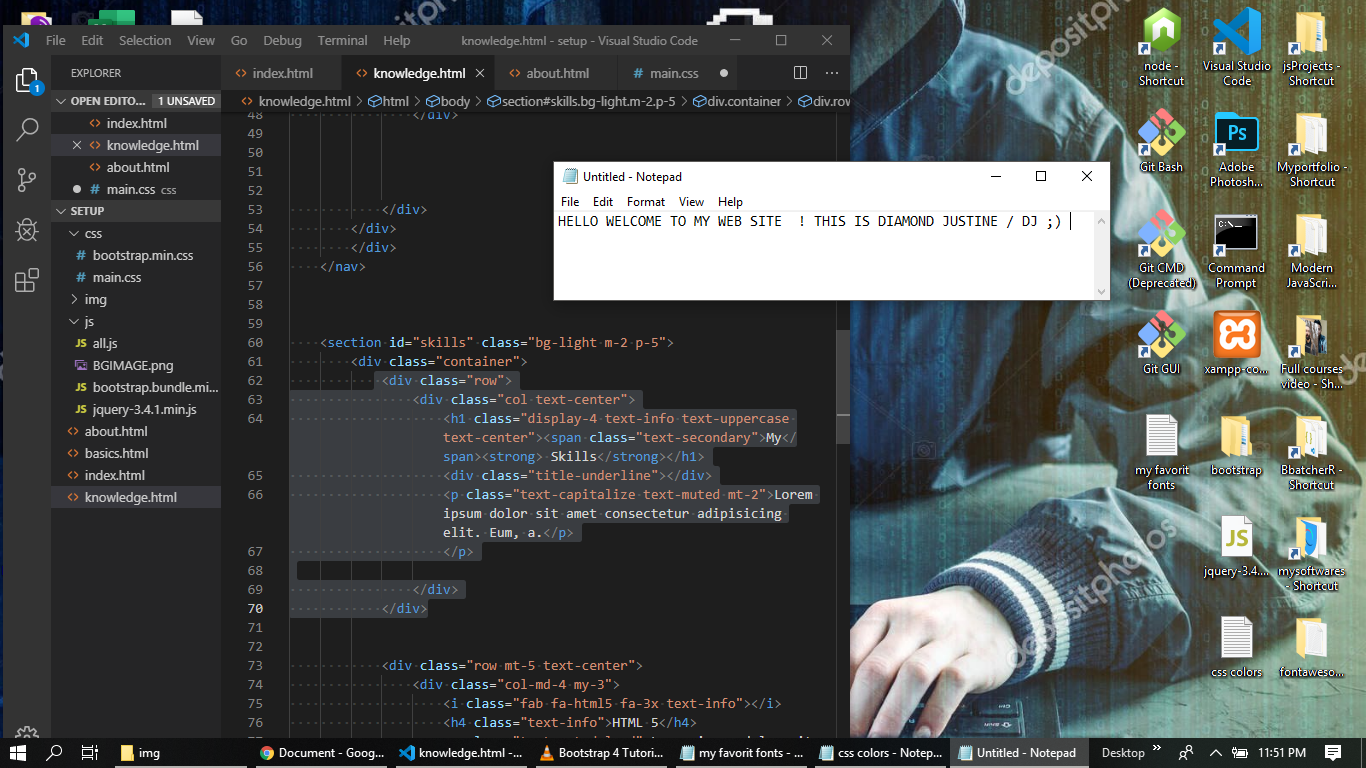 File Edit Selection View Go Debug Terminal Help knowledge.html - setup - Visual Studio Code
EXPLORER
OPEN EDITO... 1 UNSAVED
index.html
knowledge.html
about.html
main.css css
SETUP
css
bootstrap.min.css
main.css
img
js
all.js
BGIMAGE.png
bootstrap.bundle.mi...
jquery-3.4.1.min.js
about.html
basics.html
index.html
knowledge.html
1
index.html knowledge.html about.html main.css
knowledge.html > html > body > section#skills.bg-light.m-2.p-5 > div.container > div.row
48 </div>
49
50
51
52
53 </div>
54 </div>
55 </div>
56 </nav>
57
58
59
60 <section id="skills" class="bg-light m-2 p-5">
61 <div class="container">
62 <div class="row">
63 <div class="col text-center">
64 <h1 class="display-4 text-info text-uppercase
text-center"><span class="text-secondary">My</
span><strong> Skills</strong></h1>
65 <div class="title-underline"></div>
66 <p class="text-capitalize text-muted mt-2">Lorem
ipsum dolor sit amet consectetur adipisicing
elit. Eum, a.</p>
67 </p>
68
69 </div>
70 </div>
71
72
73 <div class="row mt-5 text-center">
74 <div class="col-md-4 my-3">
75 <i class="fab fa-html5 fa-3x text-info"></i>
76 <h4 class="text-info">HTML 5</h4>
Untitled - Notepad
File Edit Format View Help
HELLO WELCOME TO MY WEB SITE  ! THIS IS DIAMOND JUSTINE / DJ ;)
depositphotos
depositphotos
node - Shortcut
Visual Studio Code
jsProjects - Shortcut
Git Bash
Ps
Adobe Photosh...
Myportfolio - Shortcut
Git CMD (Deprecated)
C:\_
Command Prompt
Modern JavaScri...
Git GUI
xampp-co...
Full courses video - Sh...
my favorit fonts
bootstrap
BbatcherR - Shortcut
JS
jquery-3.4....
mysoftwares - Shortcut
css colors
fontaweso...
img Document - Goog... knowledge.html -... Bootstrap 4 Tutori... my favorit fonts - ... css colors - Notep... Untitled - Notepad Desktop 11:51 PM